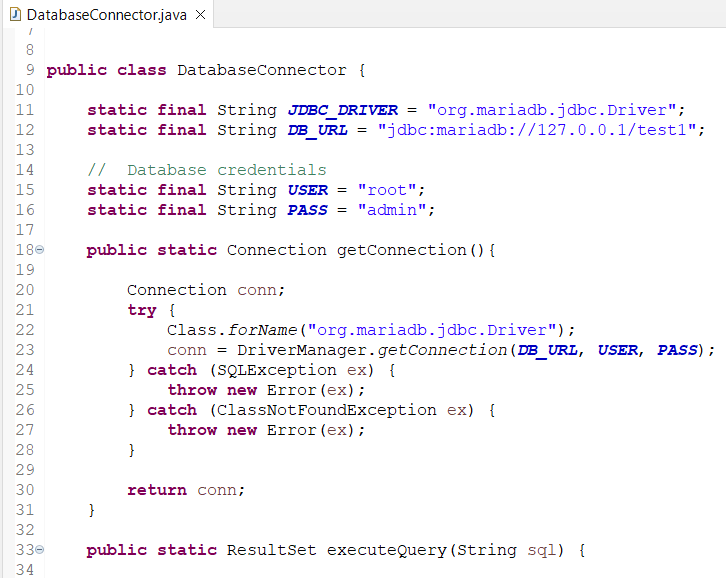 DatabaseConnector.java
7
8
9 public class DatabaseConnector {
10
11     static final String JDBC_DRIVER = "org.mariadb.jdbc.Driver";
12     static final String DB_URL = "jdbc:mariadb://127.0.0.1/test1";
13
14     //  Database credentials
15     static final String USER = "root";
16     static final String PASS = "admin";
17
18     public static Connection getConnection(){
19
20         Connection conn;
21         try {
22             Class.forName("org.mariadb.jdbc.Driver");
23             conn = DriverManager.getConnection(DB_URL, USER, PASS);
24         } catch (SQLException ex) {
25             throw new Error(ex);
26         } catch (ClassNotFoundException ex) {
27             throw new Error(ex);
28         }
29
30         return conn;
31     }
32
33     public static ResultSet executeQuery(String sql) {
34